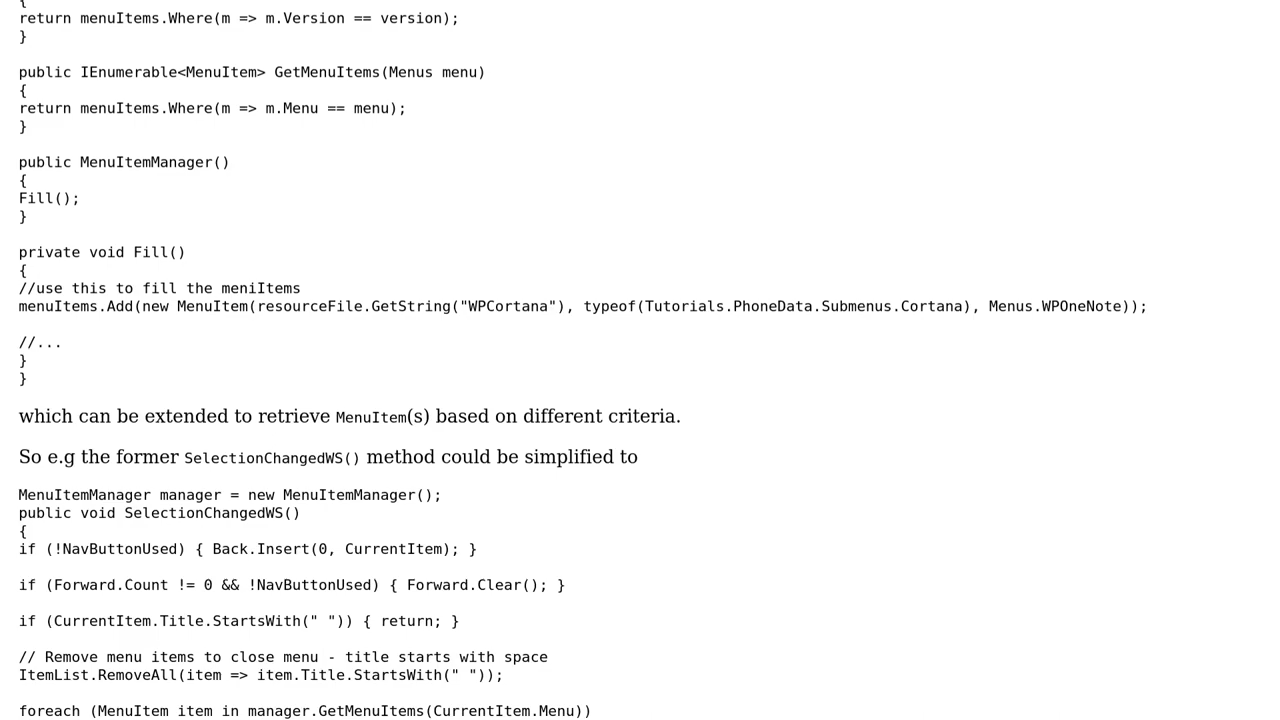 {
return menuItems.Where(m => m.Version == version);
}
public IEnumerable<MenuItem> GetMenuItems(Menus menu)
{
return menuItems.Where(m => m.Menu == menu);
}
public MenuItemManager()
{
Fill();
}
private void Fill()
{
//use this to fill the meniItems
menuItems.Add(new MenuItem(resourceFile.GetString("WPCortana"), typeof(Tutorials.PhoneData.Submenus.Cortana), Menus.WPOneNote));
//...
}
}
which can be extended to retrieve MenuItem(s) based on different criteria.
So e.g the former SelectionChangedWS() method could be simplified to
MenuItemManager manager = new MenuItemManager();
public void SelectionChangedWS()
{
if (!NavButtonUsed) { Back.Insert(0, CurrentItem); }
if (Forward.Count != 0 && !NavButtonUsed) { Forward.Clear(); }
if (CurrentItem.Title.StartsWith(" ")) { return; }
// Remove menu items to close menu - title starts with space
ItemList.RemoveAll(item => item.Title.StartsWith(" "));
foreach (MenuItem item in manager.GetMenuItems(CurrentItem.Menu))